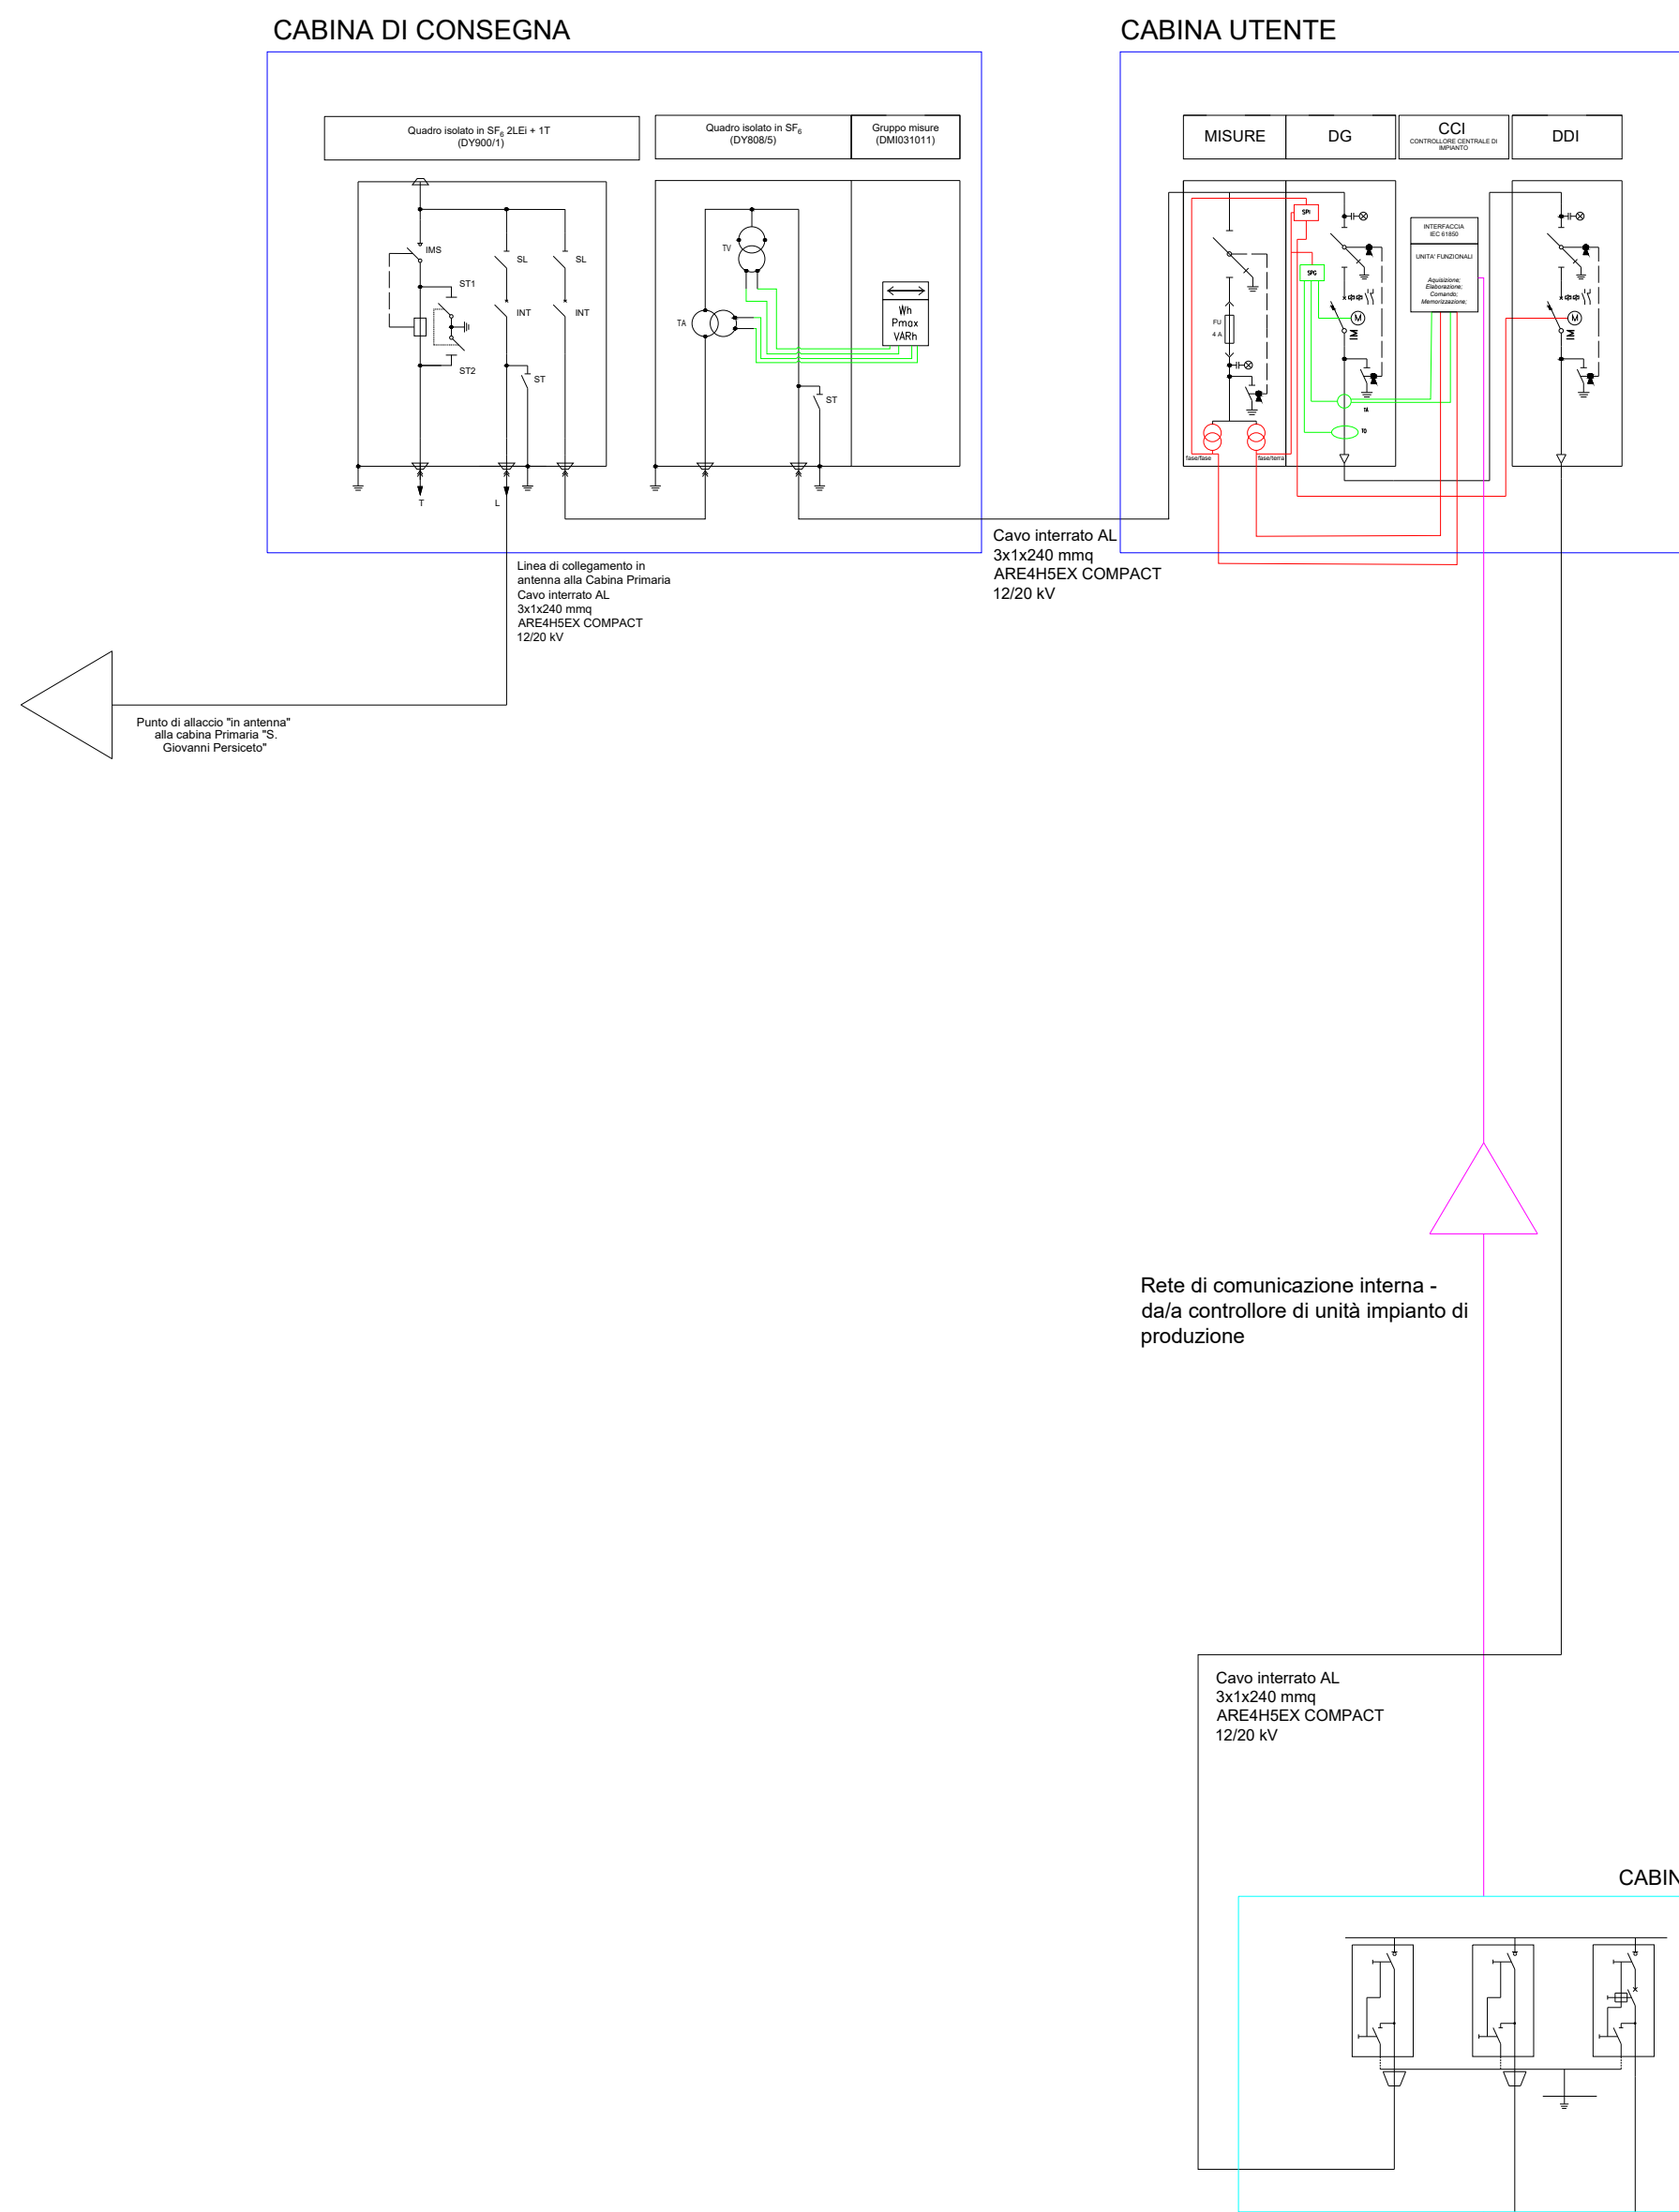 CABINA DI CONSEGNA
CABINA UTENTE
Quadro isolato in SF6 2LEi + 1T
(DY900/1)
Quadro isolato in SF6
(DY808/5)
Gruppo misure
(DMI031011)
MISURE
DG
CCI
CONTROLLORE CENTRALE DI
IMPIANTO
DDI
IMS
ST1
ST2
SL
INT
SL
INT
ST
T
L
TV
TA
Wh
Pmax
VARh
ST
SPI
SPG
FU
4 A
fase/fase
fase/terra
M
TA
TO
INTERFACCIA
IEC 61850
UNITA' FUNZIONALI
Aquisizione;
Elaborazione;
Comando;
Memorizzazione;
M
Cavo interrato AL
3x1x240 mmq
ARE4H5EX COMPACT
12/20 kV
Linea di collegamento in
antenna alla Cabina Primaria
Cavo interrato AL
3x1x240 mmq
ARE4H5EX COMPACT
12/20 kV
Punto di allaccio "in antenna"
alla cabina Primaria "S.
Giovanni Persiceto"
Rete di comunicazione interna -
da/a controllore di unità impianto di
produzione
Cavo interrato AL
3x1x240 mmq
ARE4H5EX COMPACT
12/20 kV
CABIN